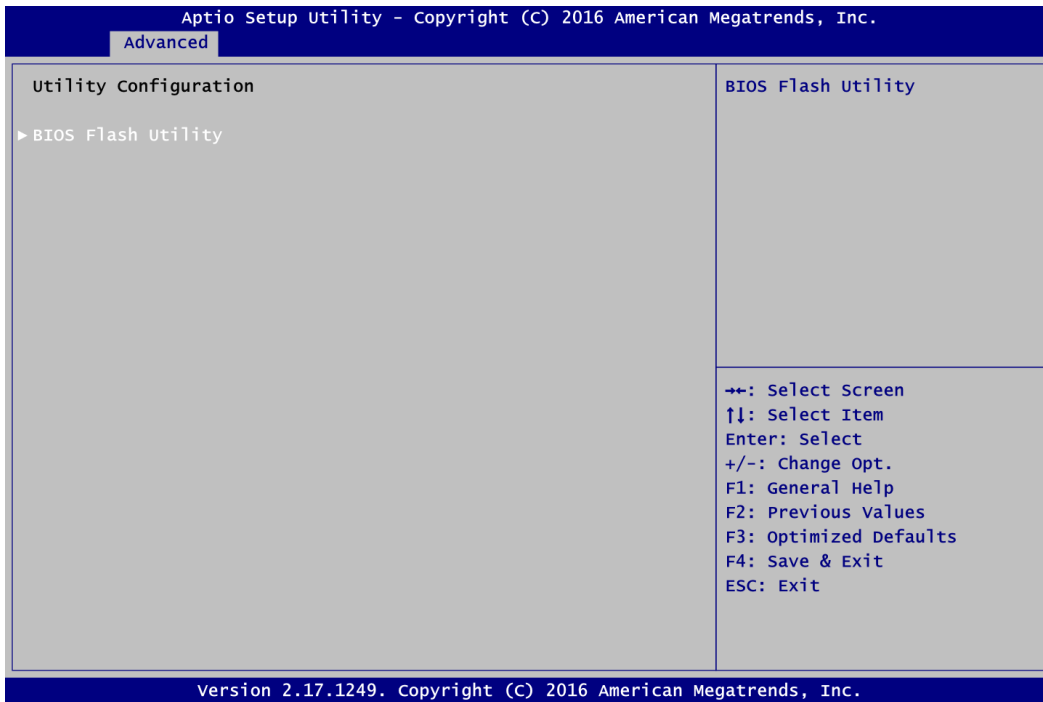 Aptio Setup Utility – Copyright (C) 2016 American Megatrends, Inc.
Advanced
Utility Configuration
▶ BIOS Flash Utility
BIOS Flash Utility
→←: Select Screen
↑↓: Select Item
Enter: Select
+/-: Change Opt.
F1: General Help
F2: Previous Values
F3: Optimized Defaults
F4: Save & Exit
ESC: Exit
Version 2.17.1249. Copyright (C) 2016 American Megatrends, Inc.